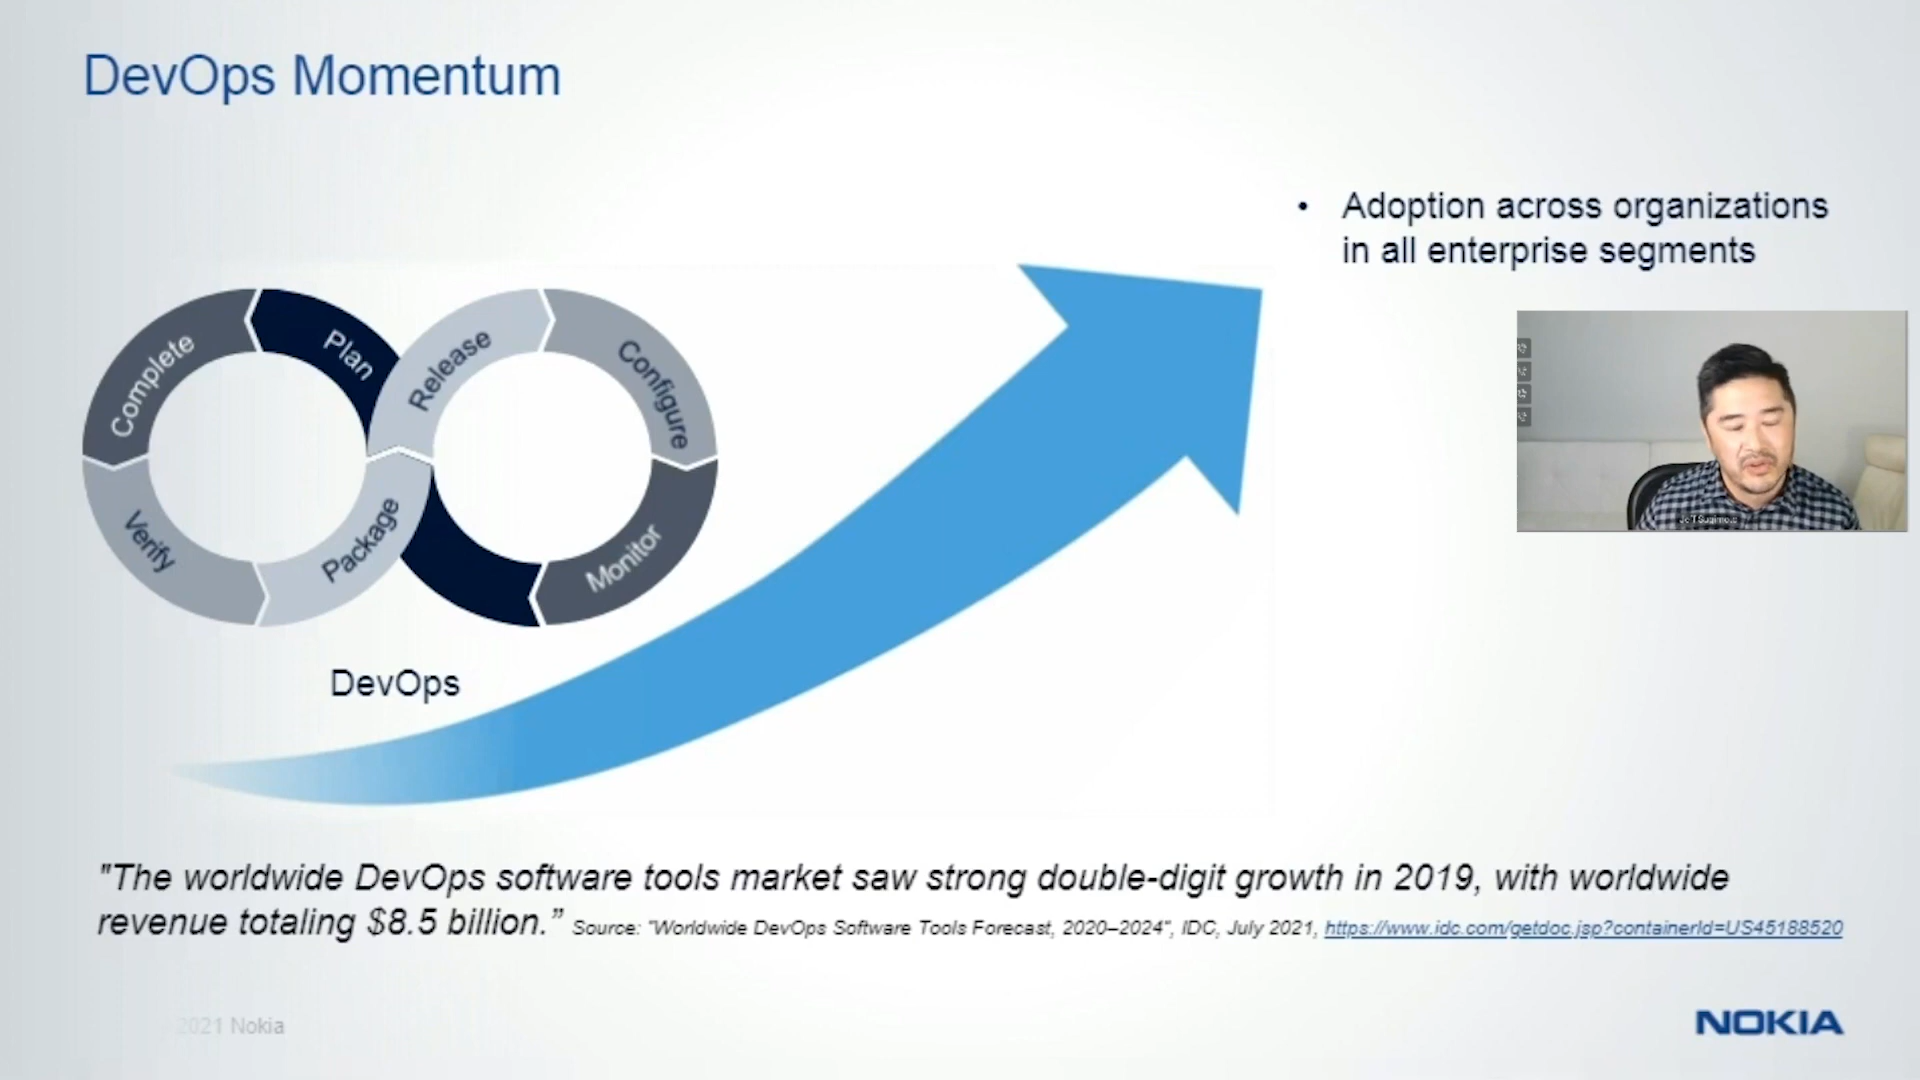 DevOps Momentum
• Adoption across organizations
in all enterprise segments
Complete
Plan
Release
Configure
Verify
Package
Monitor
DevOps
"The worldwide DevOps software tools market saw strong double-digit growth in 2019, with worldwide
revenue totaling $8.5 billion.” Source: "Worldwide DevOps Software Tools Forecast, 2020–2024", IDC, July 2021, https://www.idc.com/getdoc.jsp?containerId=US45188520
2021 Nokia
NOKIA